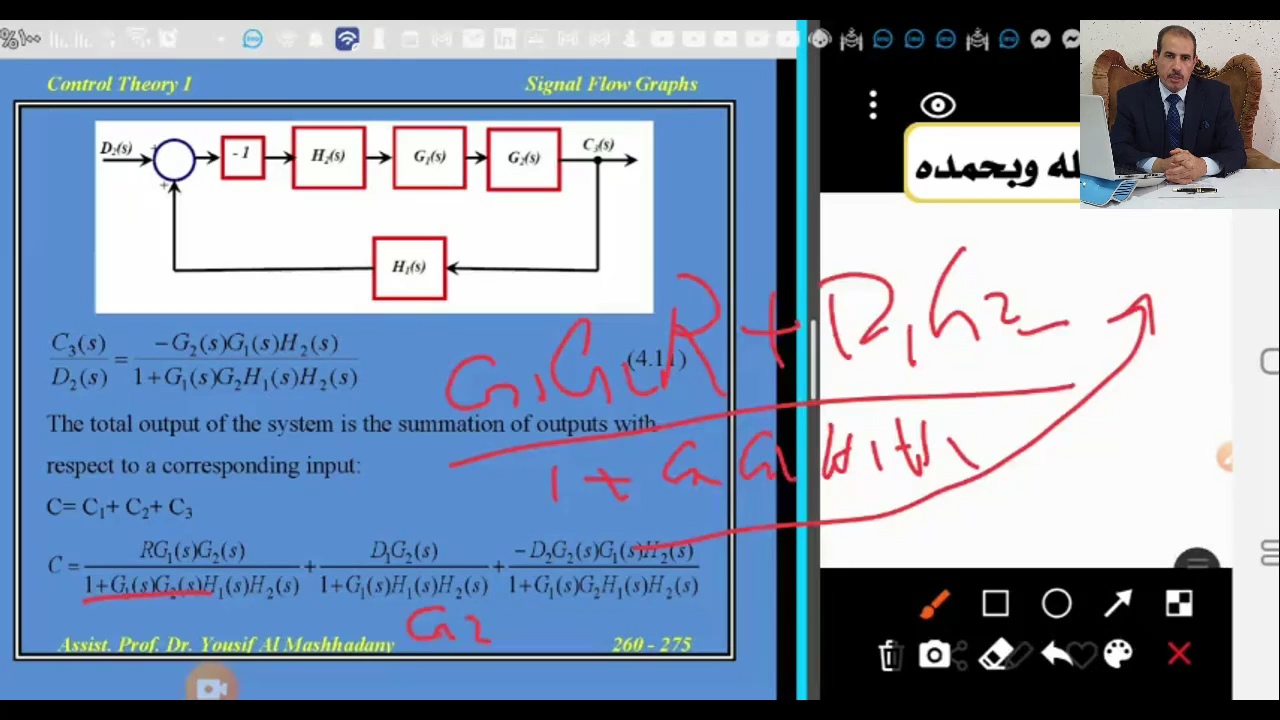 %١٠٠
Control Theory 1 Signal Flow Graphs
D₂(s) + - 1 H₂(s) G₁(s) G₂(s) C₃(s)
+
H₁(s)
C₃(s)/D₂(s) = -G₂(s)G₁(s)H₂(s)/1+G₁(s)G₂H₁(s)H₂(s) (4.11)
The total output of the system is the summation of outputs with
respect to a corresponding input:
C= C₁+ C₂+ C₃
C = RG₁(s)G₂(s)/1+G₁(s)G₂(s)H₁(s)H₂(s) + D₁G₂(s)/1+G₁(s)H₁(s)H₂(s) + -D₂G₂(s)G₁(s)H₂(s)/1+G₁(s)G₂H₁(s)H₂(s)
G2
Assist. Prof. Dr. Yousif Al Mashhadany 260 - 275
له وبحمده
G₁G₂R + D₁G2 -